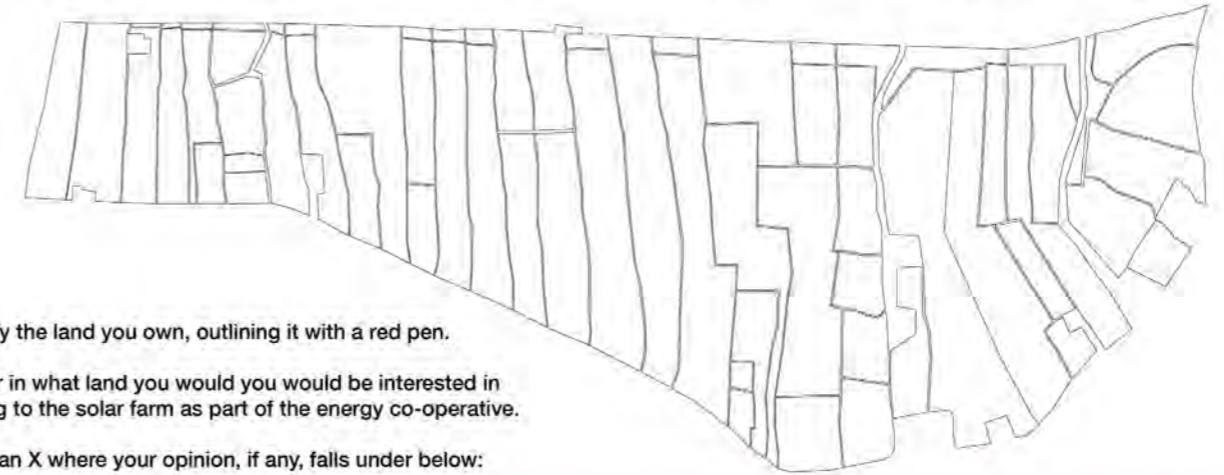 y the land you own, outlining it with a red pen.
r in what land you would you would be interested in
g to the solar farm as part of the energy co-operative.
an X where your opinion, if any, falls under below: